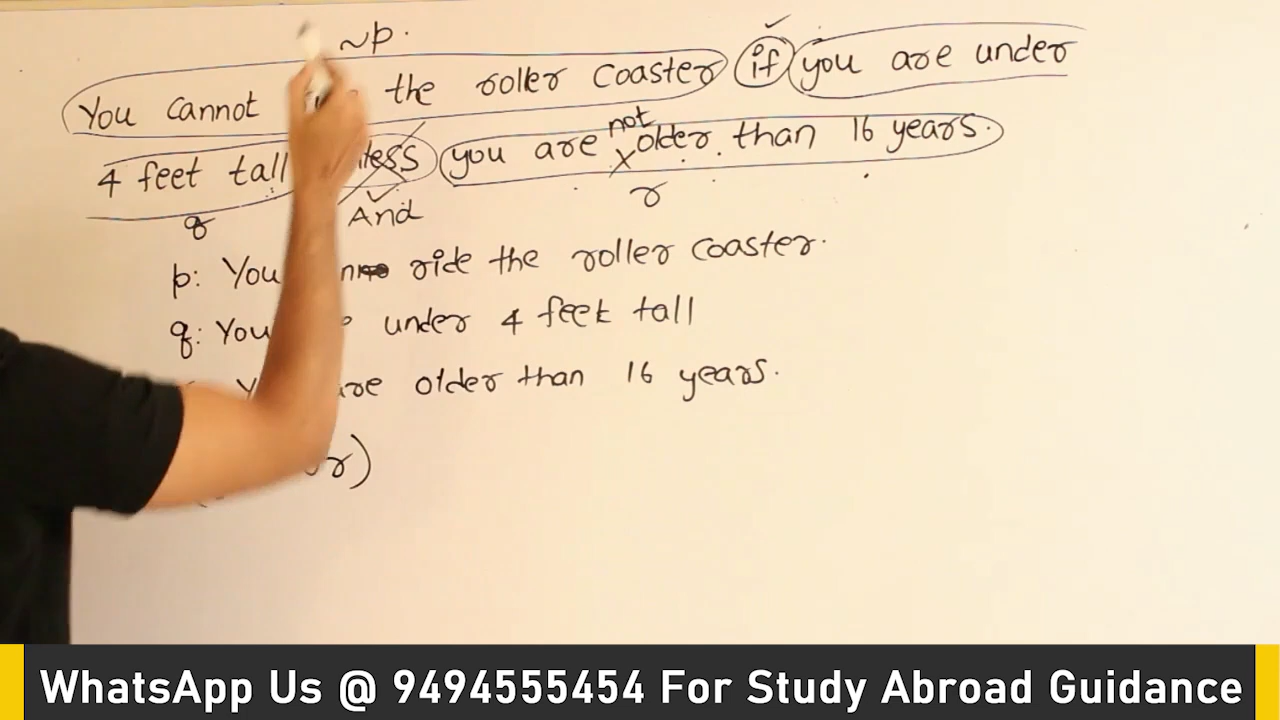 ~p.
You cannot the roller coaster if you are under
4 feet tall you are not older than 16 years.
q And r
p: You ride the roller coaster.
q: You under 4 feet tall
older than 16 years.
r)
WhatsApp Us @ 9494555454 For Study Abroad Guidance